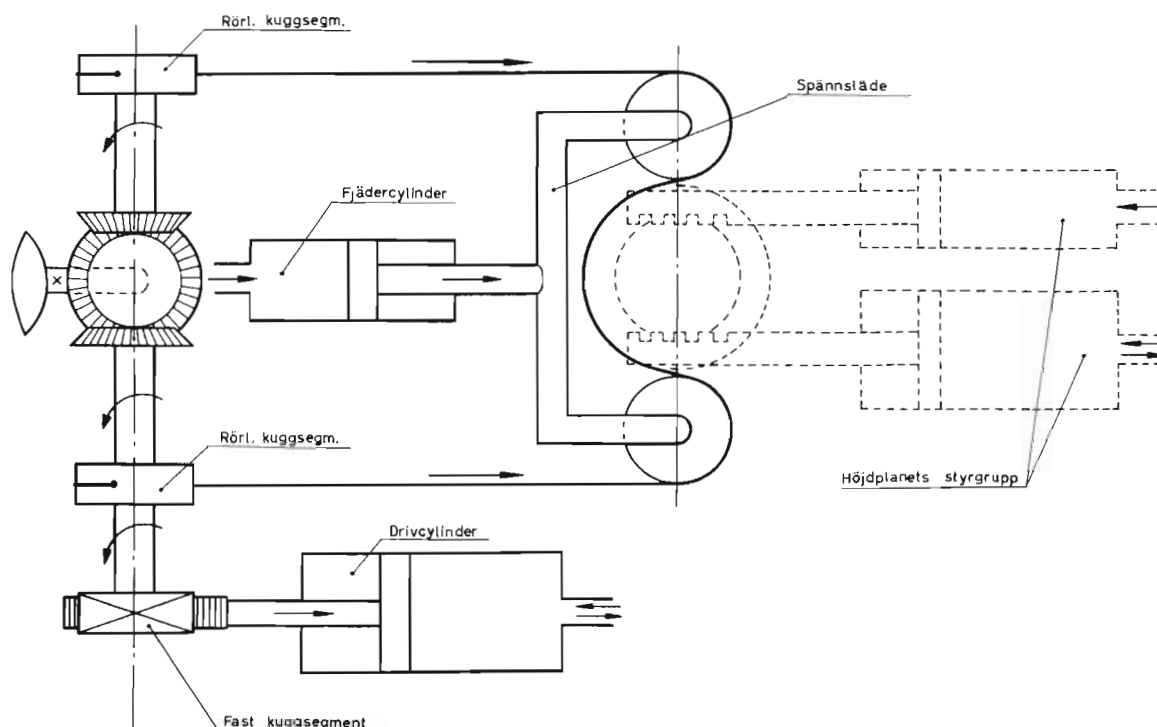 Rörl. kuggsegm.
Spännsläde
Fjädercylinder
Rörl. kuggsegm.
Höjdplanets styrgrupp
Drivcylinder
Fast kuggsegment